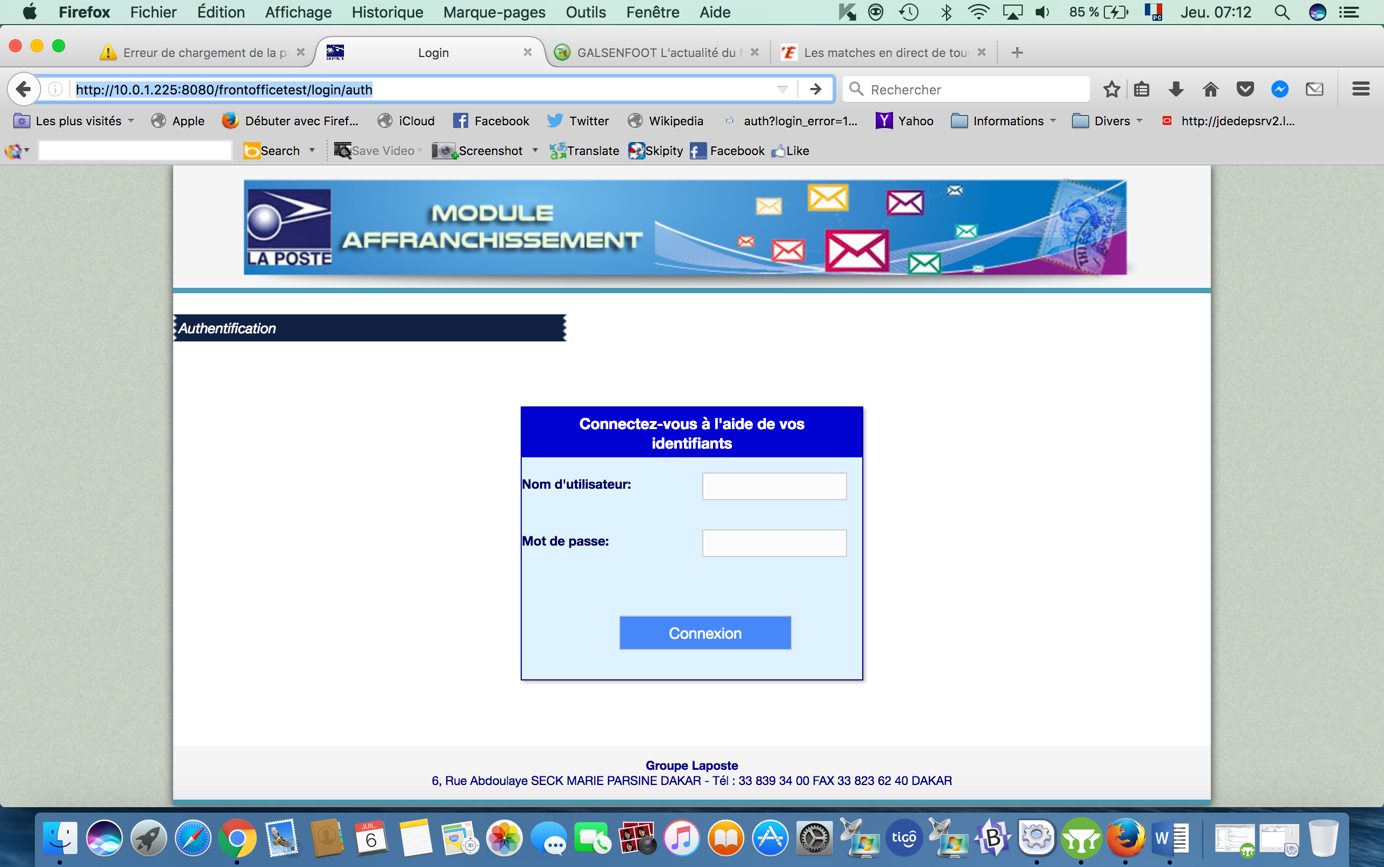 Firefox Fichier Édition Affichage Historique Marque-pages Outils Fenêtre Aide 85 % Jeu. 07:12
Erreur de chargement de la p Login GALSENFOOT L'actualité du f Les matches en direct de tou
http://10.0.1.225:8080/frontofficetest/login/auth Rechercher
Les plus visités Apple Débuter avec Firef... iCloud Facebook Twitter Wikipedia auth?login_error=1... Yahoo Informations Divers http://jdedepsrv2.l...
Search Save Video Screenshot Translate Skipity Facebook Like
MODULE
AFFRANCHISSEMENT
LA POSTE
Authentification
Connectez-vous à l'aide de vos
identifiants
Nom d'utilisateur:
Mot de passe:
Connexion
Groupe Laposte
6, Rue Abdoulaye SECK MARIE PARSINE DAKAR - Tél : 33 839 34 00 FAX 33 823 62 40 DAKAR
JUIL
6
tigo
B
W